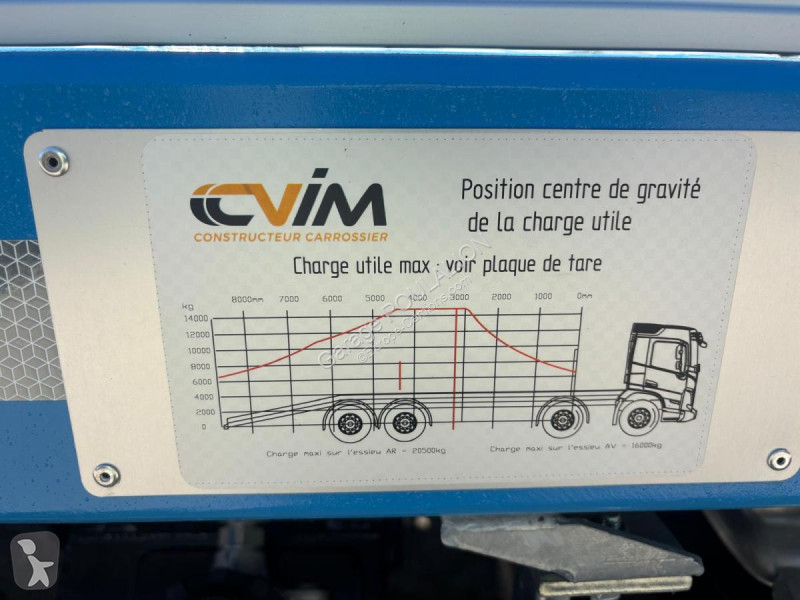 CVIM
CONSTRUCTEUR CARROSSIER
Position centre de gravité
de la charge utile
Charge utile max : voir plaque de tare
kg 8000mm 7000 6000 5000 4000 3000 2000 1000 0mm
14000
12000
10000
8000
6000
4000
2000
0
Charge maxi sur l'essieu AR = 20500kg
Charge maxi sur l'essieu AV = 16000kg